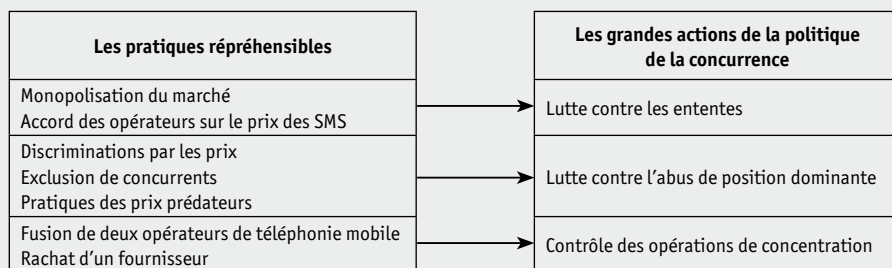 Les pratiques répréhensibles
Les grandes actions de la politique
de la concurrence
Monopolisation du marché
Accord des opérateurs sur le prix des SMS
Lutte contre les ententes
Discriminations par les prix
Exclusion de concurrents
Pratiques des prix prédateurs
Lutte contre l'abus de position dominante
Fusion de deux opérateurs de téléphonie mobile
Rachat d'un fournisseur
Contrôle des opérations de concentration